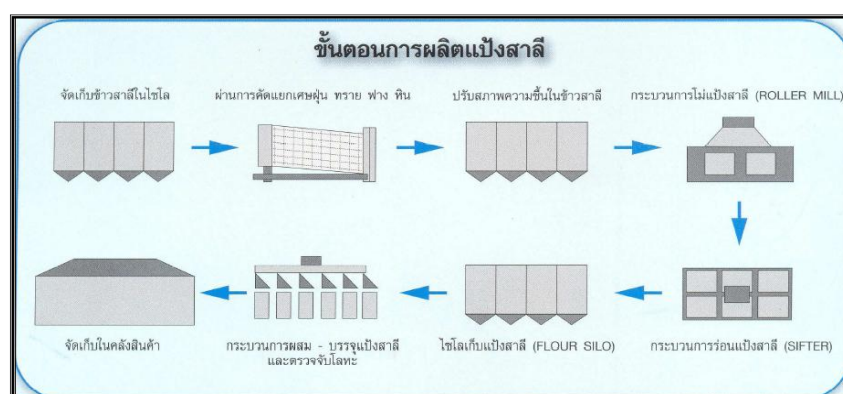 ขั้นตอนการผลิตแป้งสาลี
จัดเก็บข้าวสาลีในไซโล
ผ่านการคัดแยกเศษฝุ่น ทราย ฟาง หิน
ปรับสภาพความชื้นในข้าวสาลี
กระบวนการโม่แป้งสาลี (ROLLER MILL)
จัดเก็บในคลังสินค้า
กระบวนการผสม - บรรจุแป้งสาลี
และตรวจจับโลหะ
ไซโลเก็บแป้งสาลี (FLOUR SILO)
กระบวนการร่อนแป้งสาลี (SIFTER)